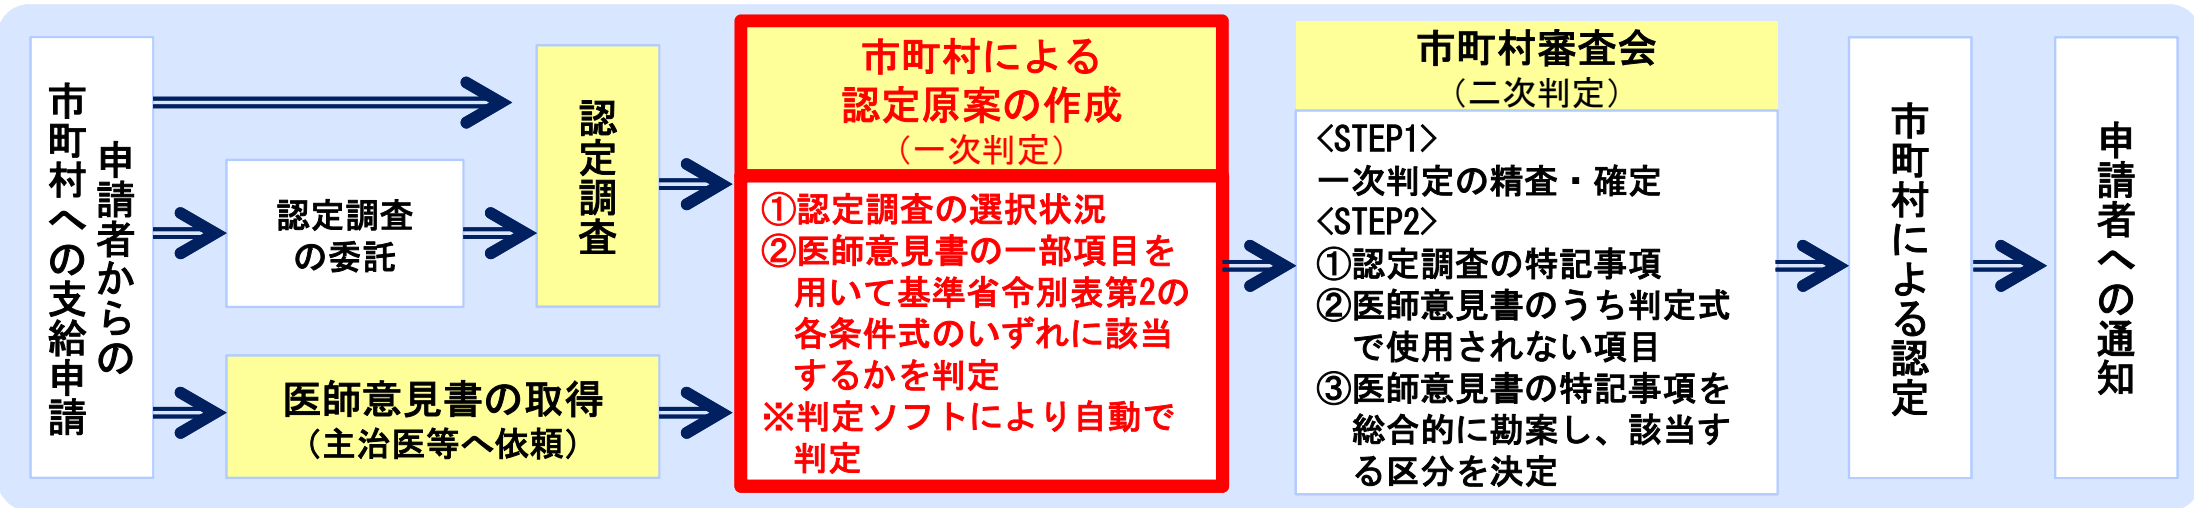 申請者からの
市町村への支給申請
認定調査
の委託
医師意見書の取得
（主治医等へ依頼）
認定調査
市町村による
認定原案の作成
（一次判定）
①認定調査の選択状況
②医師意見書の一部項目を
用いて基準省令別表第2の
各条件式のいずれに該当
するかを判定
※判定ソフトにより自動で
判定
市町村審査会
（二次判定）
<STEP1>
一次判定の精査・確定
<STEP2>
①認定調査の特記事項
②医師意見書のうち判定式
で使用されない項目
③医師意見書の特記事項を
総合的に勘案し、該当す
る区分を決定
市町村による認定
申請者への通知